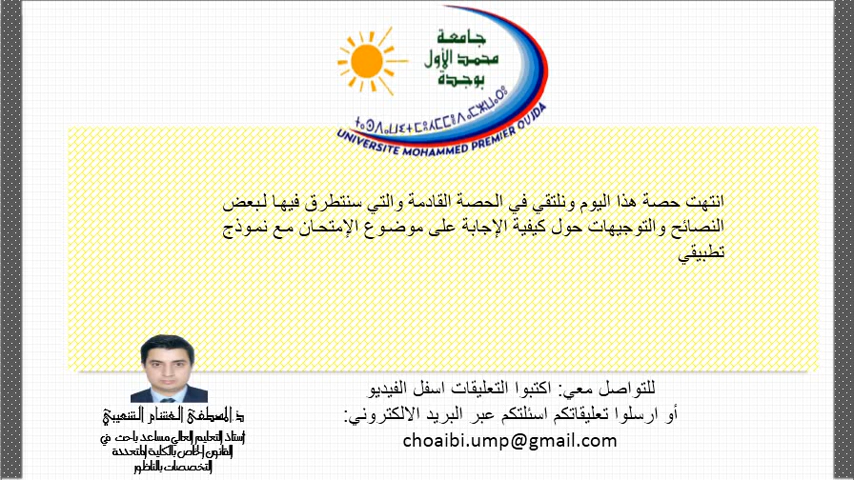 جامعة
محمد الأول
بوجدة
UNIVERSITE MOHAMMED PREMIER OUJDA
انتهت حصة هذا اليوم ونلتقي في الحصة القادمة والتي سنتطرق فيها لبعض
النصائح والتوجيهات حول كيفية الإجابة على موضوع الإمتحان مع نموذج
تطبيقي
للتواصل معي: اكتبوا التعليقات اسفل الفيديو
أو ارسلوا تعليقاتكم اسئلتكم عبر البريد الالكتروني:
choaibi.ump@gmail.com
د المصطفى الغشام الشعيبي
أستاذ التعليم العالي مساعد باحث في
القانون الخاص بالكلية المتعددة
التخصصات بالناظور